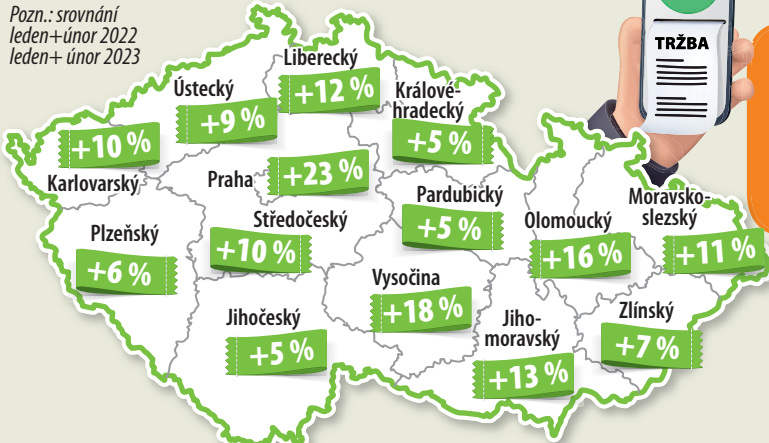 Pozn.: srovnání
leden+únor 2022
leden+ únor 2023
TRŽBA
Liberecký
+12 %
Ústecký
+9 %
Králové-
hradecký
+5 %
+10 %
Karlovarský
Praha
+23 %
Pardubický
+5 %
Moravsko-
slezský
+11 %
Olomoucký
+16 %
Středočeský
+10 %
Plzeňský
+6 %
Vysočina
+18 %
Jihočeský
+5 %
Jiho-
moravský
+13 %
Zlínský
+7 %